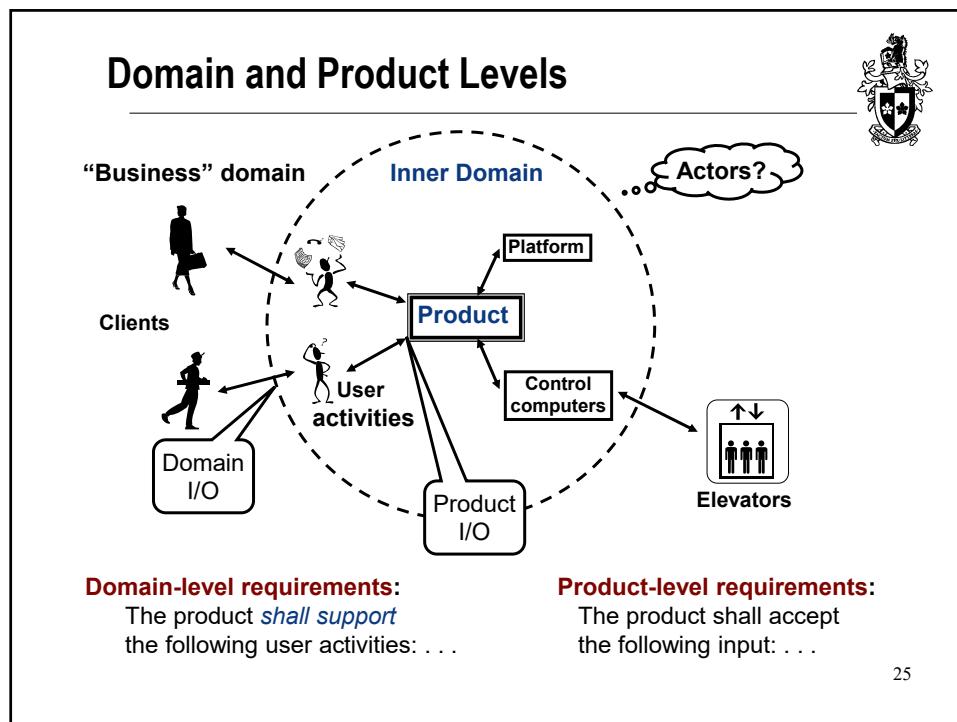 Domain and Product Levels
“Business” domain
Inner Domain
Actors?
Platform
Product
Clients
User
activities
Control
computers
Domain
I/O
Product
I/O
Elevators
Domain-level requirements:
The product shall support
the following user activities: . . .
Product-level requirements:
The product shall accept
the following input: . . .
25